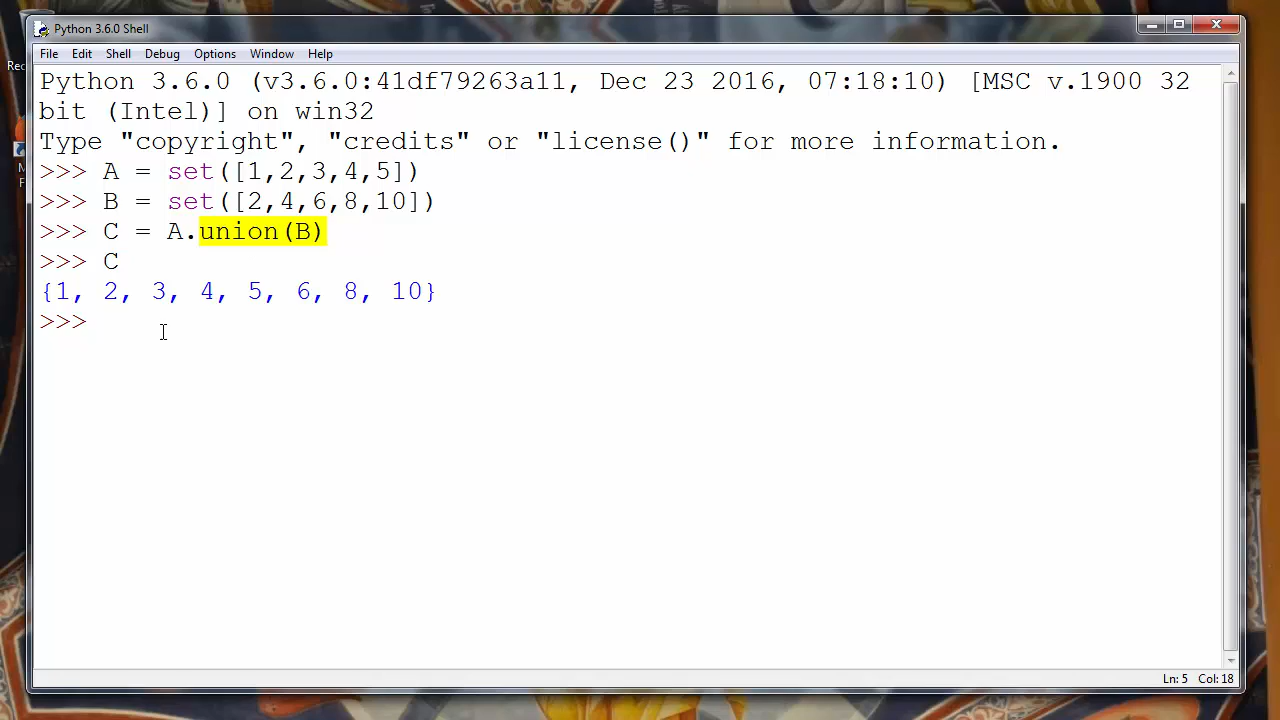 Python 3.6.0 Shell
File Edit Shell Debug Options Window Help
Python 3.6.0 (v3.6.0:41df79263a11, Dec 23 2016, 07:18:10) [MSC v.1900 32
bit (Intel)] on win32
Type "copyright", "credits" or "license()" for more information.
>>> A = set([1,2,3,4,5])
>>> B = set([2,4,6,8,10])
>>> C = A.union(B)
>>> C
{1, 2, 3, 4, 5, 6, 8, 10}
>>>
Ln: 5 Col: 18